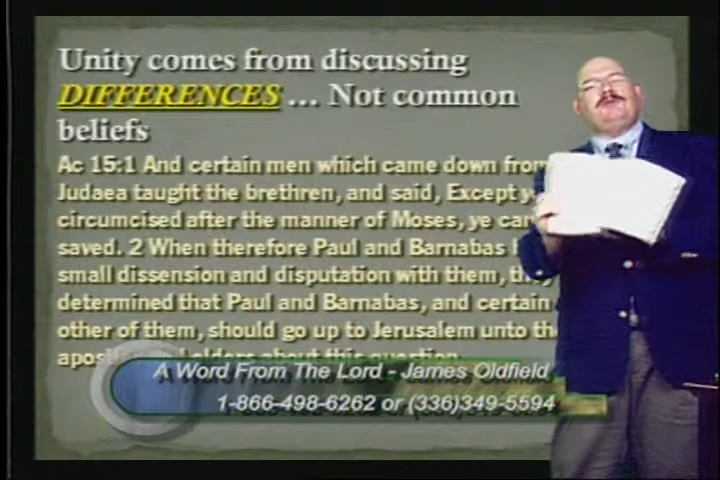 Unity comes from discussing
DIFFERENCES ... Not common
beliefs
Ac 15:1 And certain men which came down from
Judaea taught the brethren, and said, Except
circumcised after the manner of Moses, ye
saved. 2 When therefore Paul and Barnabas
small dissension and disputation with them,
determined that Paul and Barnabas, and certain
other of them, should go up to Jerusalem unto
about this question.
A Word From The Lord - James Oldfield
1-866-498-6262 or (336)349-5594